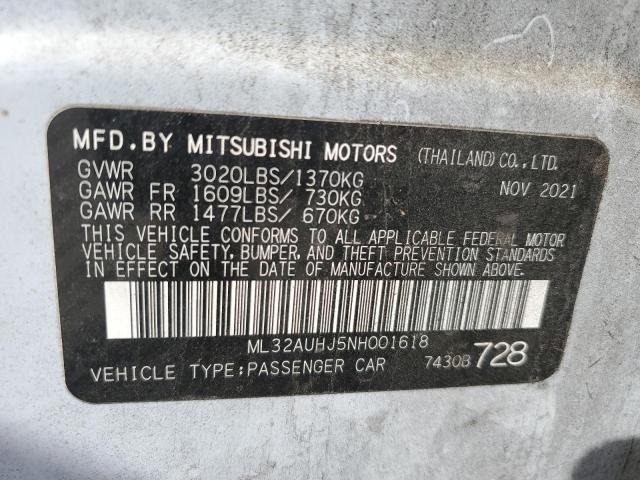 MFD.BY MITSUBISHI MOTORS (THAILAND)CO.,LTD.
GVWR 3020LBS/1370KG NOV 2021
GAWR FR 1609LBS/ 730KG
GAWR RR 1477LBS/ 670KG
THIS VEHICLE CONFORMS TO ALL APPLICABLE FEDERAL MOTOR
VEHICLE SAFETY, BUMPER, AND THEFT PREVENTION STANDARDS
IN EFFECT ON THE DATE OF MANUFACTURE SHOWN ABOVE.
ML32AUHJ5NH001618
VEHICLE TYPE;PASSENGER CAR 7430B 728